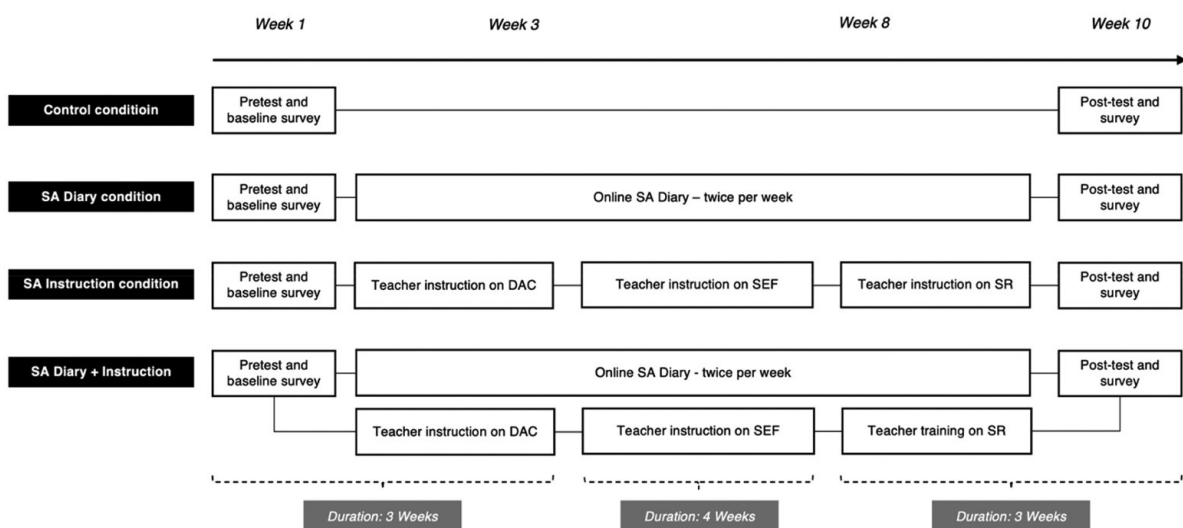 Week 1 Week 3 Week 8 Week 10
Control conditioin
Pretest and
baseline survey
Post-test and
survey
SA Diary condition
Pretest and
baseline survey
Online SA Diary – twice per week
Post-test and
survey
SA Instruction condition
Pretest and
baseline survey
Teacher instruction on DAC
Teacher instruction on SEF
Teacher instruction on SR
Post-test and
survey
SA Diary + Instruction
Pretest and
baseline survey
Online SA Diary - twice per week
Post-test and
survey
Teacher instruction on DAC
Teacher instruction on SEF
Teacher training on SR
Duration: 3 Weeks
Duration: 4 Weeks
Duration: 3 Weeks